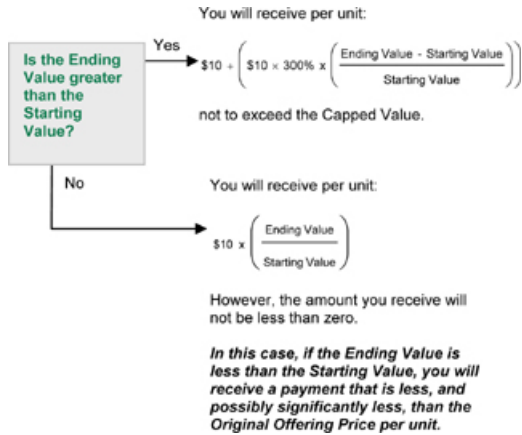 You will receive per unit:
Is the Ending
Value greater
than the
Starting
Value?
Yes
$10 + ( $10 × 300% x ( Ending Value - Starting Value
Starting Value ) )
not to exceed the Capped Value.
No
You will receive per unit:
$10 x ( Ending Value
Starting Value )
However, the amount you receive will
not be less than zero.
In this case, if the Ending Value is
less than the Starting Value, you will
receive a payment that is less, and
possibly significantly less, than the
Original Offering Price per unit.